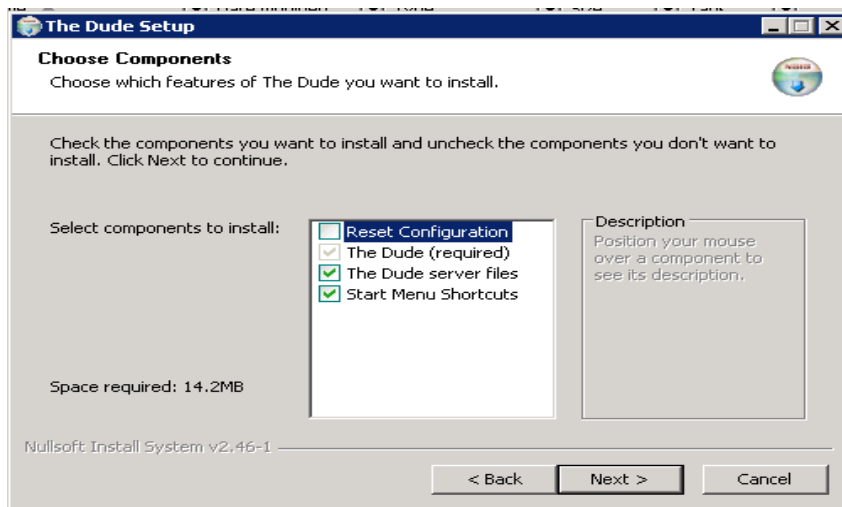 The Dude Setup
Choose Components
Choose which features of The Dude you want to install.
Check the components you want to install and uncheck the components you don't want to
install. Click Next to continue.
Select components to install:
Reset Configuration
The Dude (required)
The Dude server files
Start Menu Shortcuts
Description
Position your mouse
over a component to
see its description.
Space required: 14.2MB
Nullsoft Install System v2.46-1
< Back
Next >
Cancel